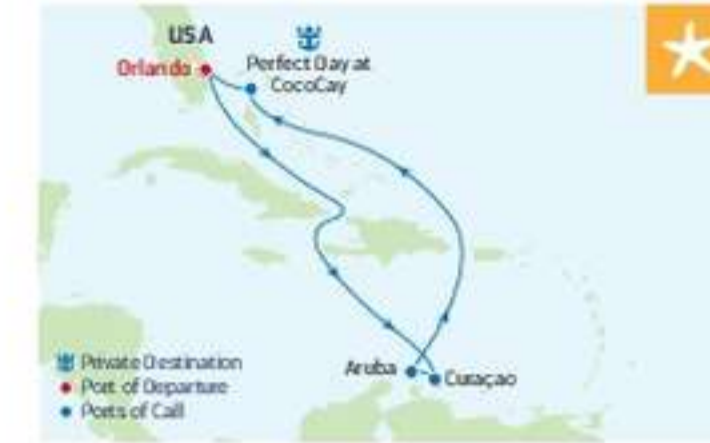 USA
Orlando
Perfect Day at
CocoCay
Aruba
Curaçao
Private Destination
Port of Departure
Ports of Call